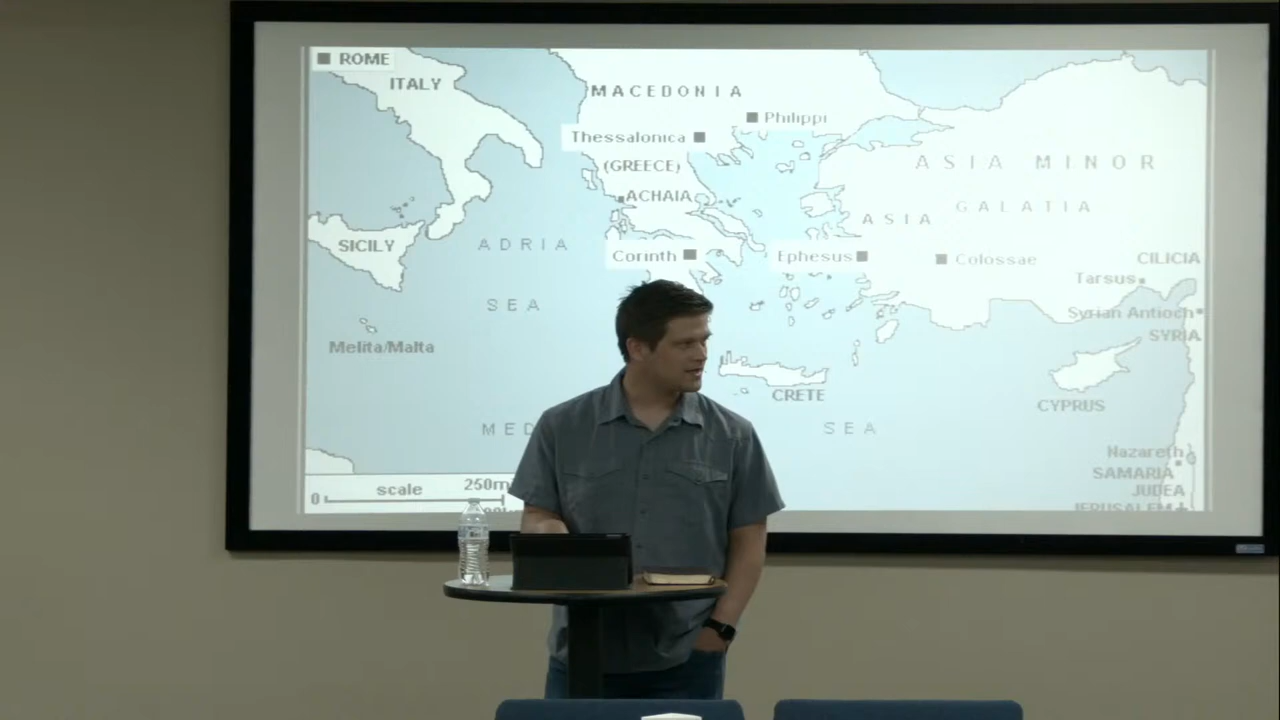 ROME
ITALY
MACEDONIA
Philippi
Thessalonica
(GREECE)
ASIA MINOR
ACHAIA
GALATIA
ASIA
SICILY
ADRIA
Corinth
Ephesus
Colossae
CILICIA
Tarsus
SEA
Syrian Antioch
SYRIA
Melita/Malta
CRETE
CYPRUS
MED
SEA
Nazareth
SAMARIA
JUDEA
scale
250m
0
JERUSALEM